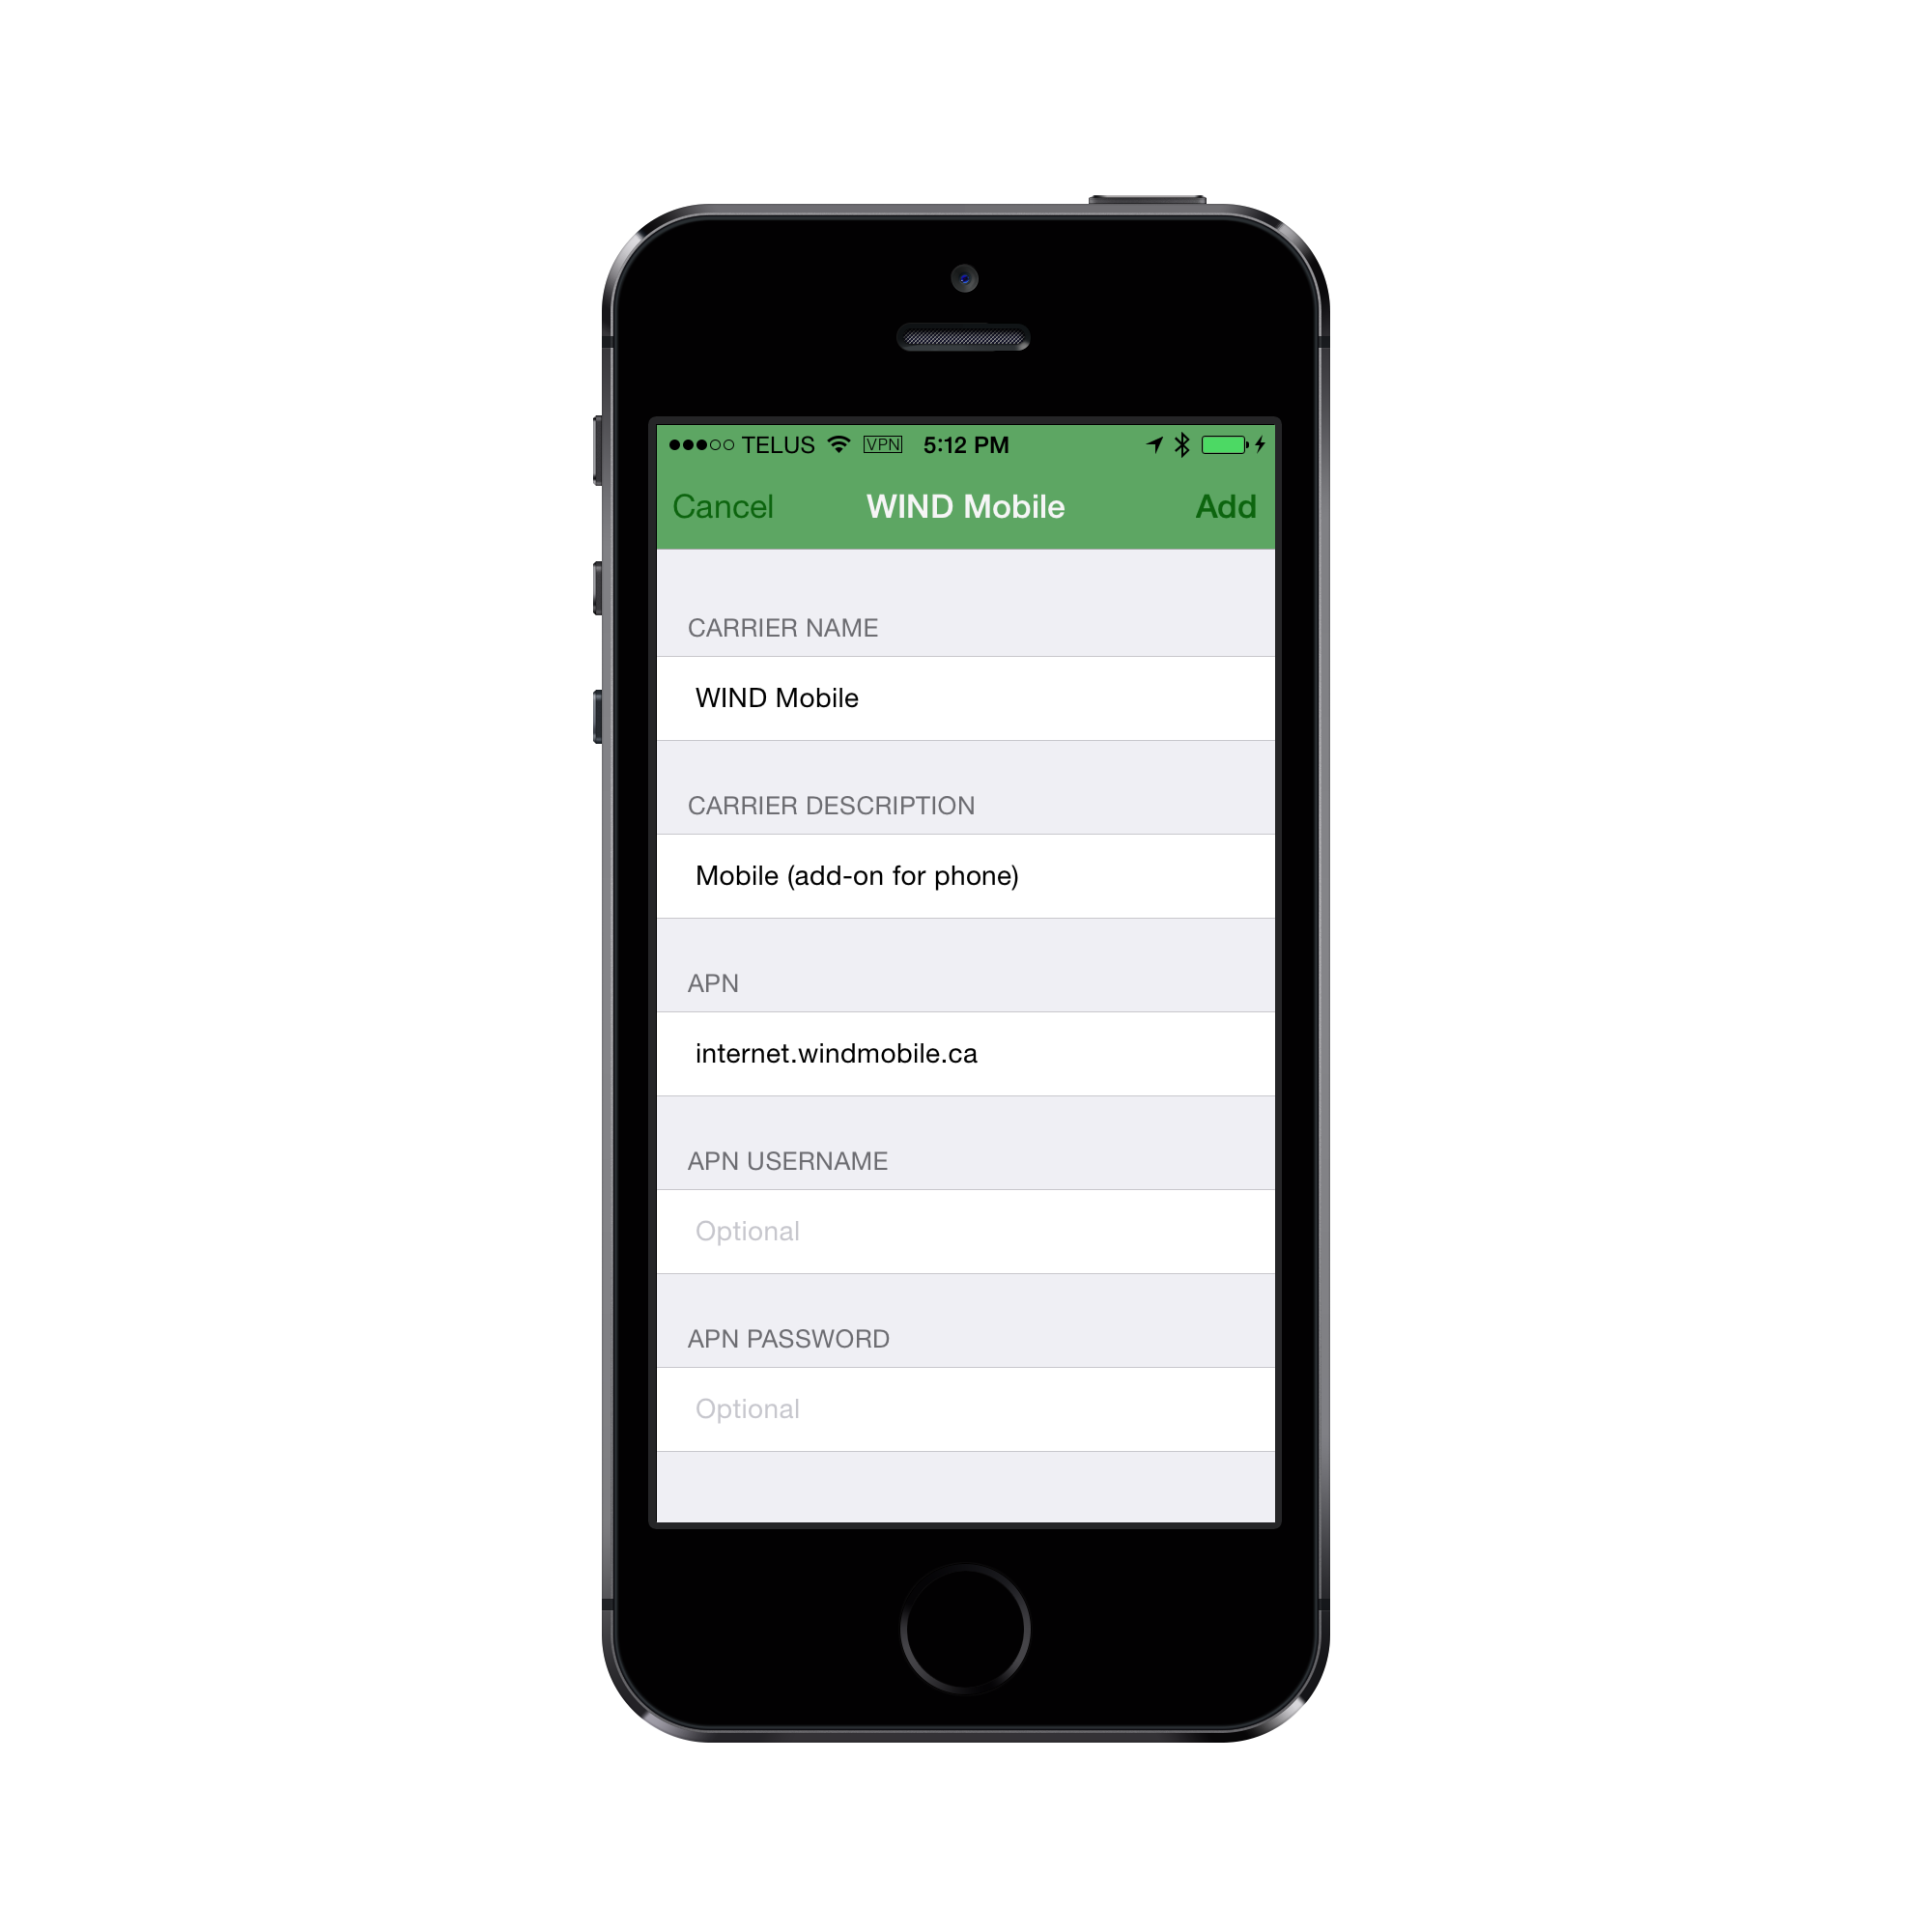 TELUS VPN 5:12 PM
Cancel WIND Mobile Add
CARRIER NAME
WIND Mobile
CARRIER DESCRIPTION
Mobile (add-on for phone)
APN
internet.windmobile.ca
APN USERNAME
Optional
APN PASSWORD
Optional